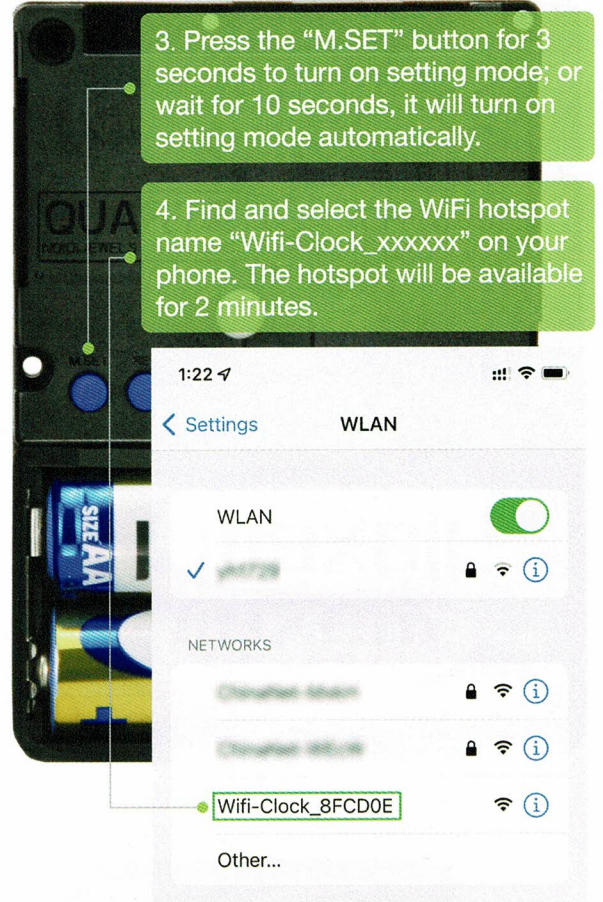 3. Press the “M.SET” button for 3
seconds to turn on setting mode; or
wait for 10 seconds, it will turn on
setting mode automatically.
QUA
4. Find and select the WiFi hotspot
name “Wifi-Clock_xxxxxx” on your
phone. The hotspot will be available
for 2 minutes.
M.SET
1:22
Settings
WLAN
WLAN
SIZE AA
NETWORKS
Wifi-Clock_8FCD0E
Other...